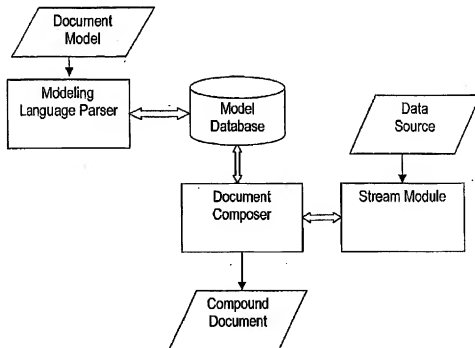 Document
Model
Modeling
Language Parser
Model
Database
Data
Source
Document
Composer
Stream Module
Compound
Document